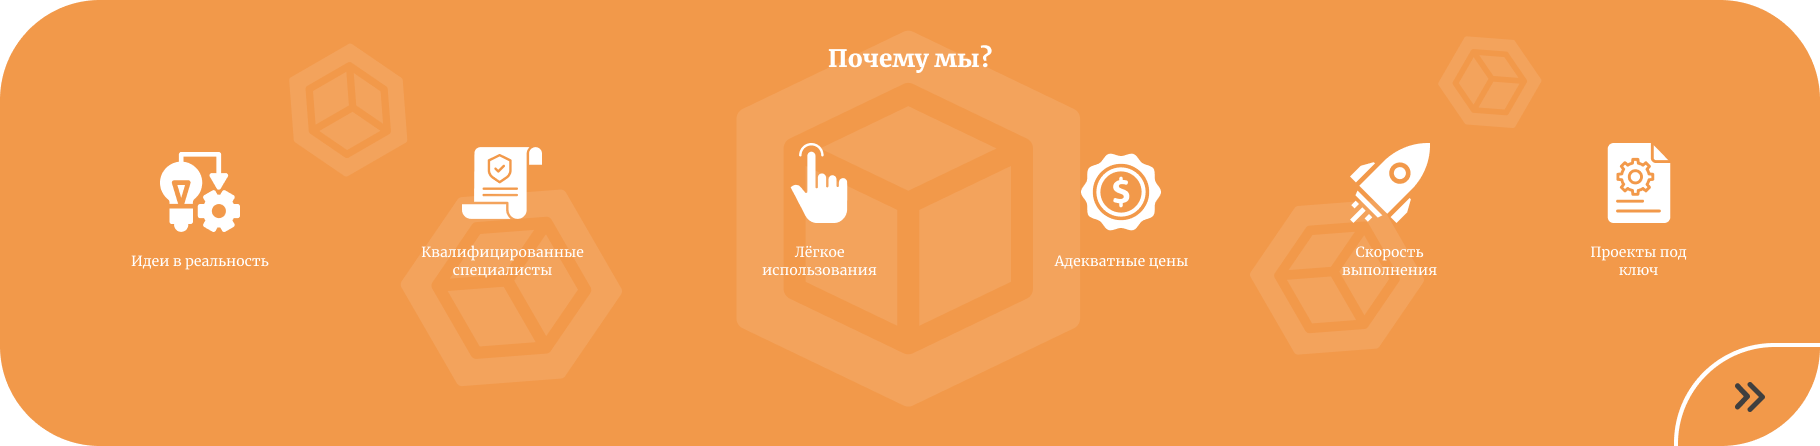 Почему мы?
Идеи в реальность
Квалифицированные
специалисты
Лёгкое
использования
Адекватные цены
Скорость
выполнения
Проекты под
ключ